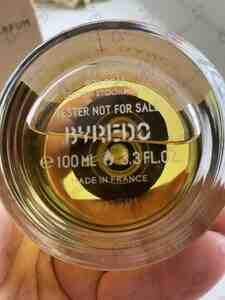 TESTER NOT FOR SALE
BYREDO
℮ 100 ML 3.3 FL.OZ
MADE IN FRANCE